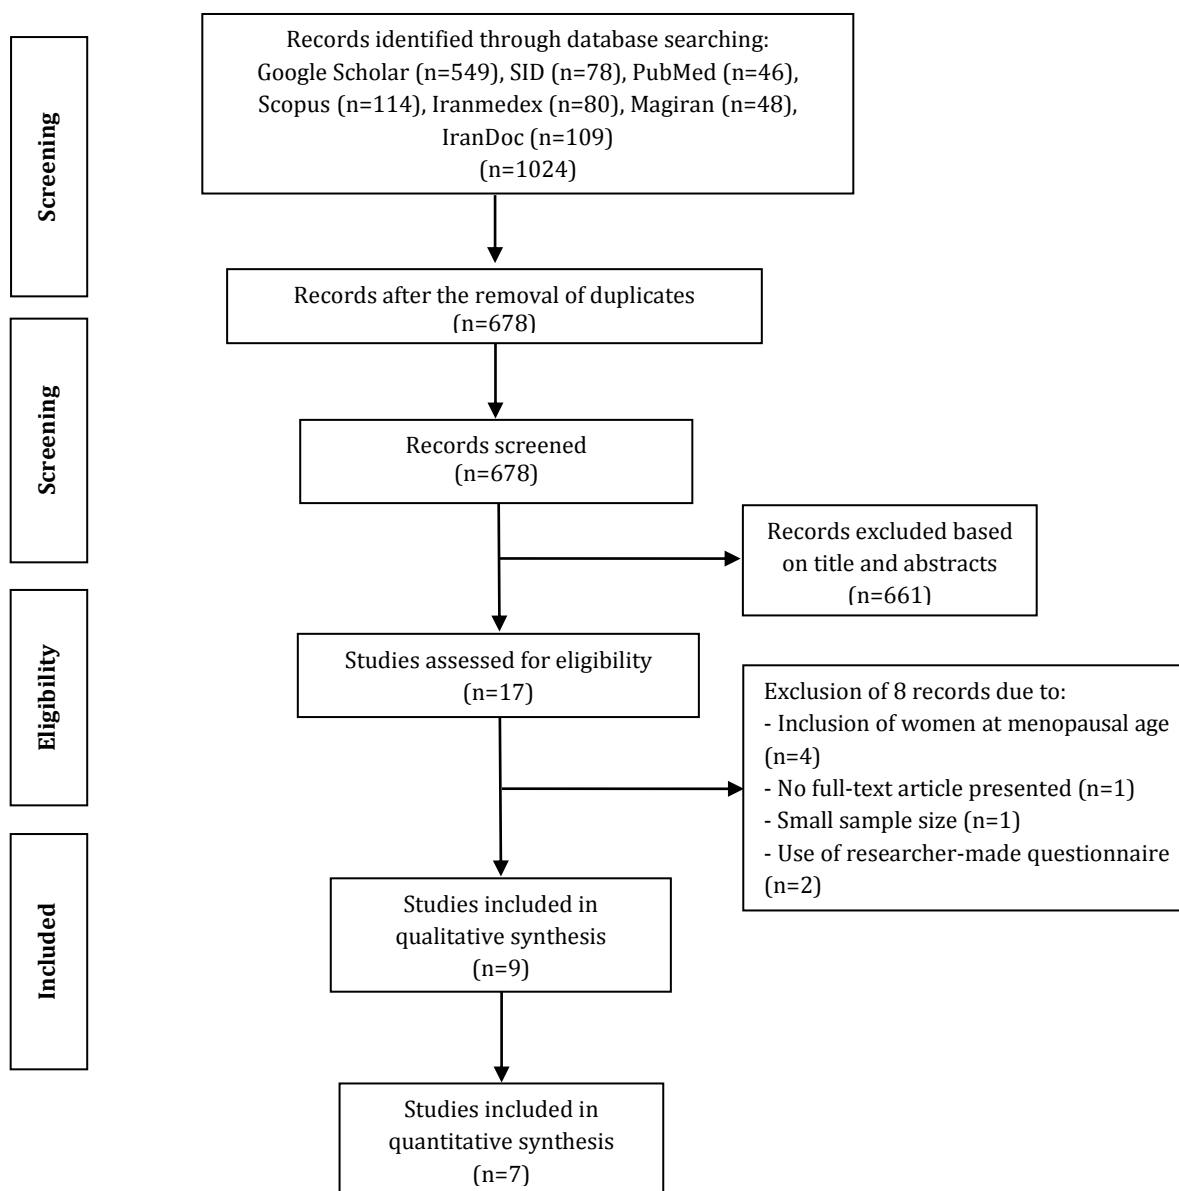 Screening
Records identified through database searching:
Google Scholar (n=549), SID (n=78), PubMed (n=46),
Scopus (n=114), Iranmedex (n=80), Magiran (n=48),
IranDoc (n=109)
(n=1024)
Records after the removal of duplicates
(n=678)
Screening
Records screened
(n=678)
Records excluded based
on title and abstracts
(n=661)
Eligibility
Studies assessed for eligibility
(n=17)
Exclusion of 8 records due to:
- Inclusion of women at menopausal age
(n=4)
- No full-text article presented (n=1)
- Small sample size (n=1)
- Use of researcher-made questionnaire
(n=2)
Included
Studies included in
qualitative synthesis
(n=9)
Studies included in
quantitative synthesis
(n=7)